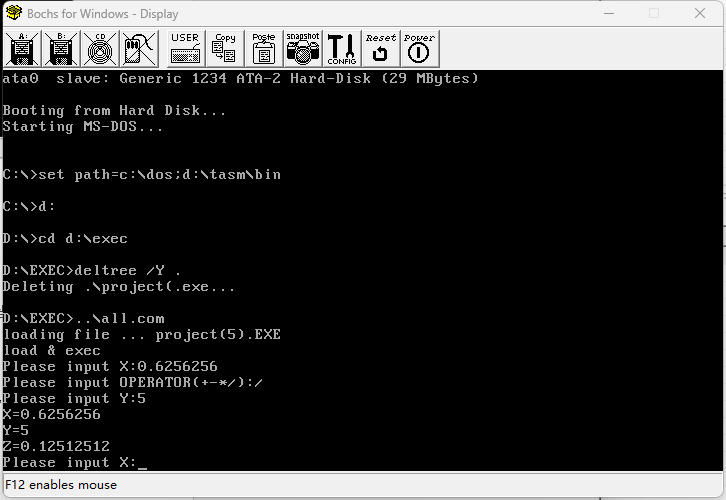 Bochs for Windows - Display
A:
B:
CD
USER
Copy
Paste
snapshot
CONFIG
Reset
Power
ata0  slave: Generic 1234 ATA-2 Hard-Disk (29 MBytes)
Booting from Hard Disk...
Starting MS-DOS...
C:\>set path=c:\dos;d:\tasm\bin
C:\>d:
D:\>cd d:\exec
D:\EXEC>deltree /Y .
Deleting .\project(.exe...
D:\EXEC>..\all.com
loading file ... project(5).EXE
load & exec
Please input X:0.6256256
Please input OPERATOR(+-*/):/
Please input Y:5
X=0.6256256
Y=5
Z=0.12512512
Please input X:_
F12 enables mouse